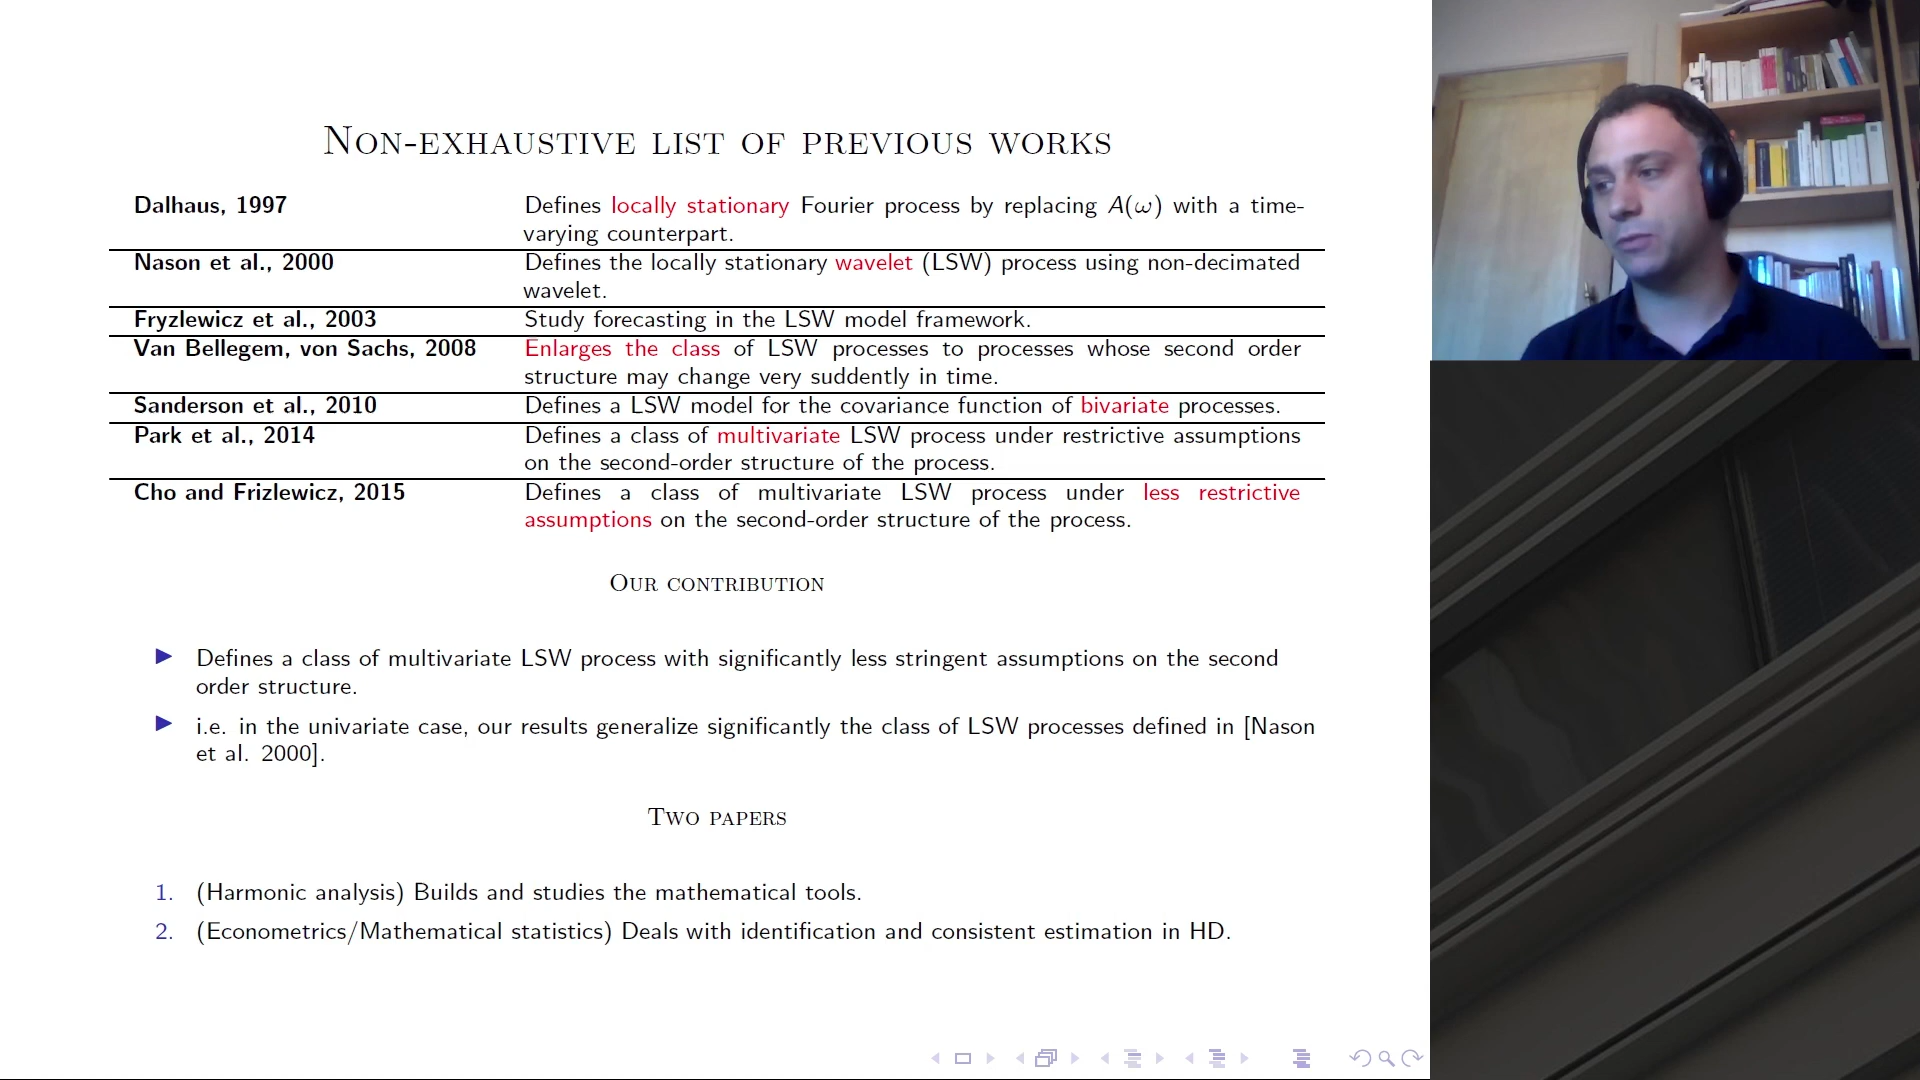 Non-exhaustive list of previous works
Dalhaus, 1997
Defines locally stationary Fourier process by replacing A(ω) with a time-
varying counterpart.
Nason et al., 2000
Defines the locally stationary wavelet (LSW) process using non-decimated
wavelet.
Fryzlewicz et al., 2003
Study forecasting in the LSW model framework.
Van Bellegem, von Sachs, 2008
Enlarges the class of LSW processes to processes whose second order
structure may change very suddently in time.
Sanderson et al., 2010
Defines a LSW model for the covariance function of bivariate processes.
Park et al., 2014
Defines a class of multivariate LSW process under restrictive assumptions
on the second-order structure of the process.
Cho and Frizlewicz, 2015
Defines a class of multivariate LSW process under less restrictive
assumptions on the second-order structure of the process.
Our contribution
▶ Defines a class of multivariate LSW process with significantly less stringent assumptions on the second
order structure.
▶ i.e. in the univariate case, our results generalize significantly the class of LSW processes defined in [Nason
et al. 2000].
Two papers
1. (Harmonic analysis) Builds and studies the mathematical tools.
2. (Econometrics/Mathematical statistics) Deals with identification and consistent estimation in HD.